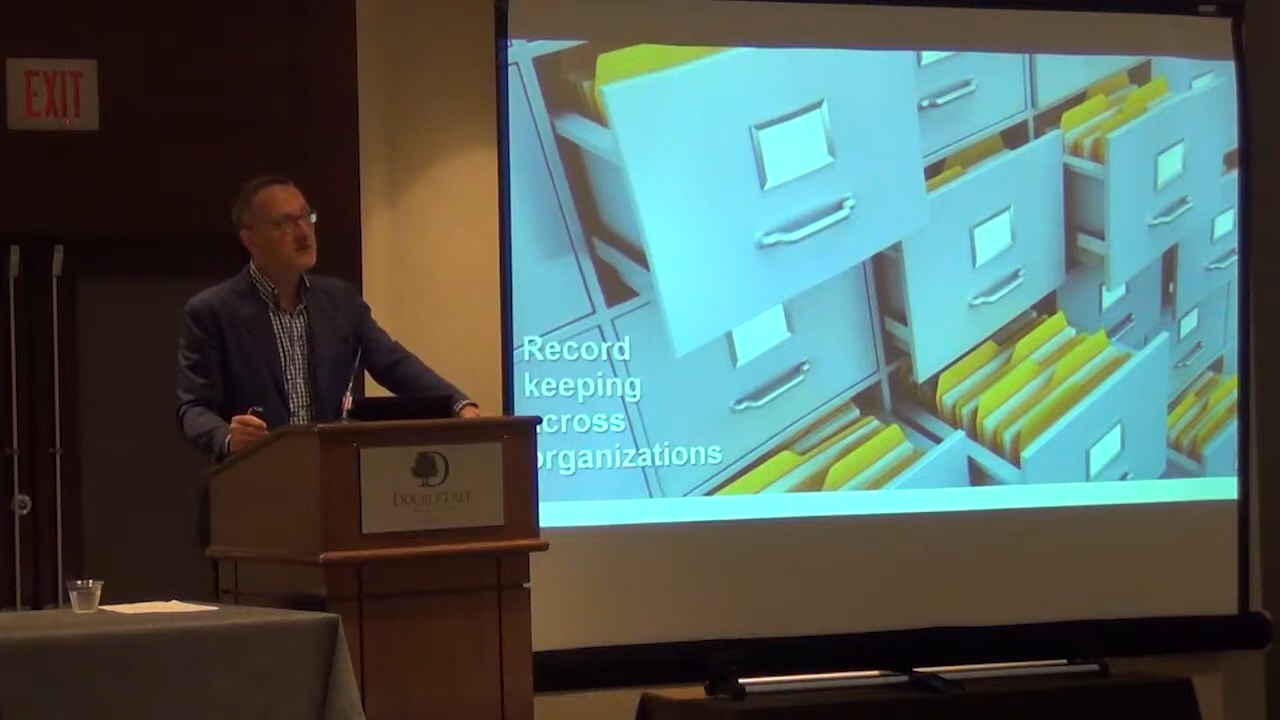 EXIT
Record
keeping
across
organizations
D
DOUBLETREE